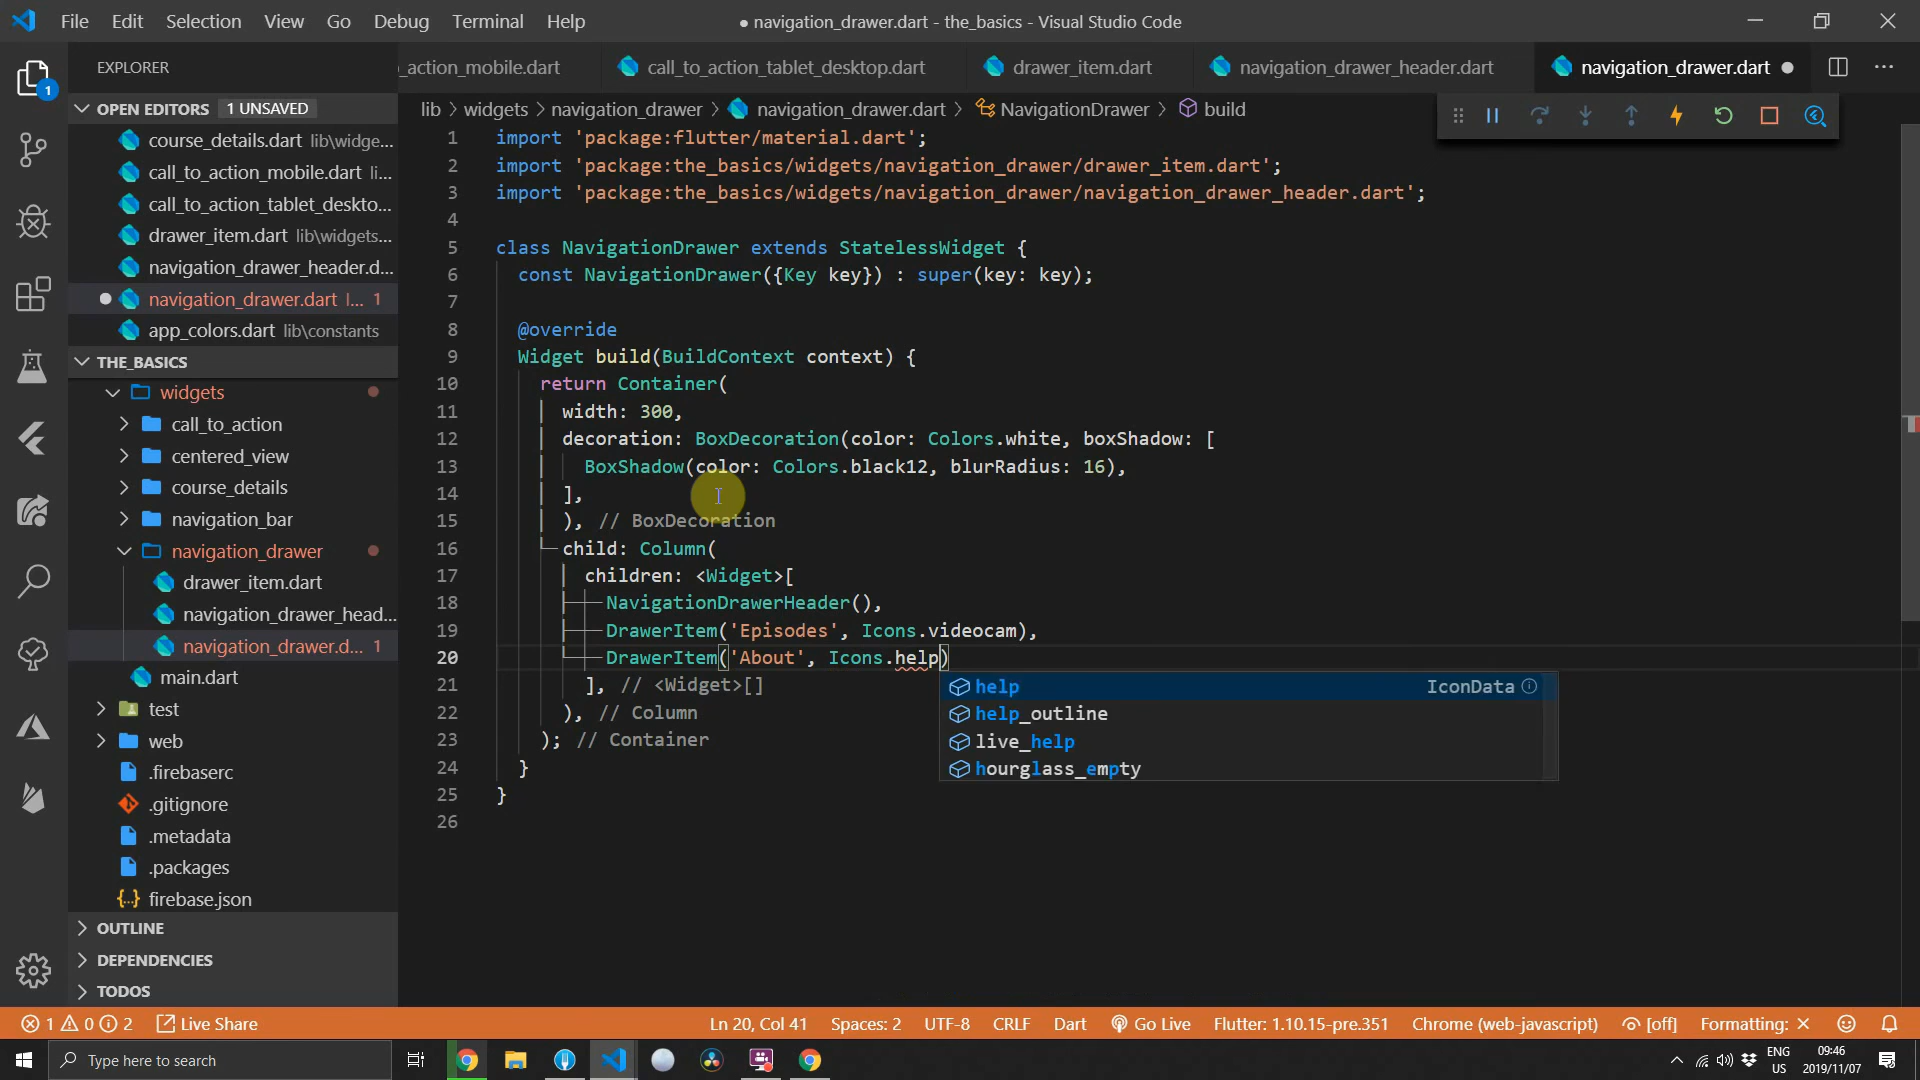 File Edit Selection View Go Debug Terminal Help
● navigation_drawer.dart - the_basics - Visual Studio Code
EXPLORER
_action_mobile.dart call_to_action_tablet_desktop.dart drawer_item.dart navigation_drawer_header.dart navigation_drawer.dart
1
OPEN EDITORS 1 UNSAVED
course_details.dart lib\widge...
call_to_action_mobile.dart li...
call_to_action_tablet_deskto...
drawer_item.dart lib\widgets...
navigation_drawer_header.d...
navigation_drawer.dart l... 1
app_colors.dart lib\constants
THE_BASICS
widgets
call_to_action
centered_view
course_details
navigation_bar
navigation_drawer
drawer_item.dart
navigation_drawer_head...
navigation_drawer.d... 1
main.dart
test
web
.firebaserc
.gitignore
.metadata
.packages
firebase.json
OUTLINE
DEPENDENCIES
TODOS
lib > widgets > navigation_drawer > navigation_drawer.dart > NavigationDrawer > build
1 import 'package:flutter/material.dart';
2 import 'package:the_basics/widgets/navigation_drawer/drawer_item.dart';
3 import 'package:the_basics/widgets/navigation_drawer/navigation_drawer_header.dart';
4
5 class NavigationDrawer extends StatelessWidget {
6 const NavigationDrawer({Key key}) : super(key: key);
7
8 @override
9 Widget build(BuildContext context) {
10 return Container(
11 width: 300,
12 decoration: BoxDecoration(color: Colors.white, boxShadow: [
13 BoxShadow(color: Colors.black12, blurRadius: 16),
14 ],
15 ), // BoxDecoration
16 child: Column(
17 children: <Widget>[
18 NavigationDrawerHeader(),
19 DrawerItem('Episodes', Icons.videocam),
20 DrawerItem('About', Icons.help)
21 ], // <Widget>[]
22 ), // Column
23 ); // Container
24 }
25 }
26
help IconData
help_outline
live_help
hourglass_empty
1 0 2 Live Share Ln 20, Col 41 Spaces: 2 UTF-8 CRLF Dart Go Live Flutter: 1.10.15-pre.351 Chrome (web-javascript) [off] Formatting: ×
Type here to search
ENG
US
09:46
2019/11/07